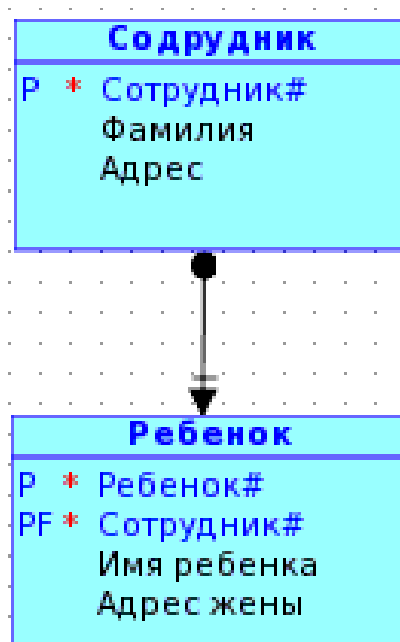 Содрудник
P * Сотрудник#
Фамилия
Адрес
Ребенок
P * Ребенок#
PF * Сотрудник#
Имя ребенка
Адрес жены